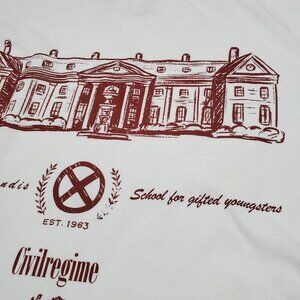 School for gifted youngsters
EST. 1963
Civilregime